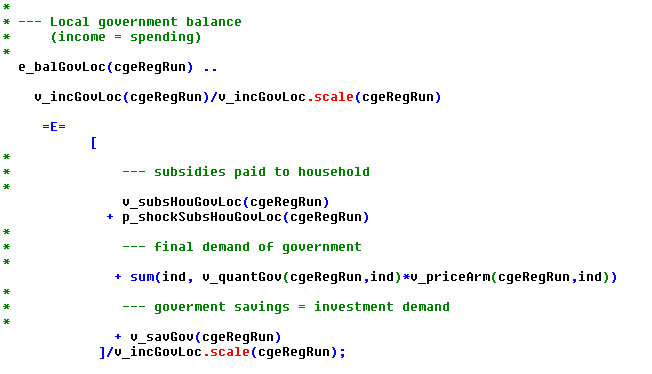 *
* --- Local government balance
*     (income = spending)
*
  e_balGovLoc(cgeRegRun) ..
    v_incGovLoc(cgeRegRun)/v_incGovLoc.scale(cgeRegRun)
     =E=
           [
*
*              --- subsidies paid to household
*
               v_subsHouGovLoc(cgeRegRun)
             + p_shockSubsHouGovLoc(cgeRegRun)
*
*              --- final demand of government
*
              + sum(ind, v_quantGov(cgeRegRun,ind)*v_priceArm(cgeRegRun,ind))
*
*              --- goverment savings = investment demand
*
              + v_savGov(cgeRegRun)
            ]/v_incGovLoc.scale(cgeRegRun);